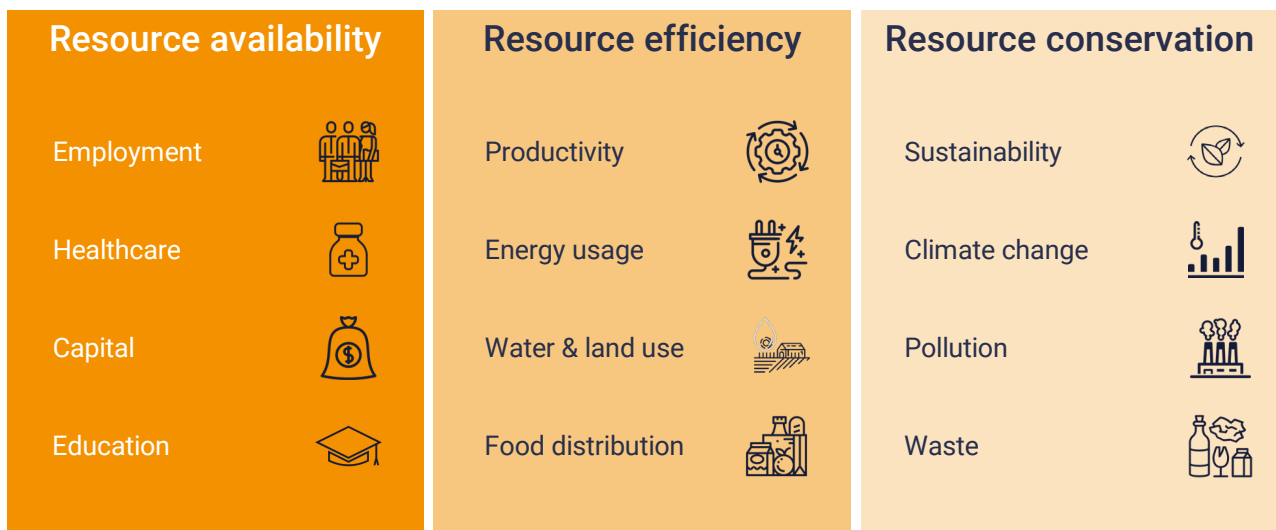 Resource availability
Employment
Healthcare
Capital
Education
Resource efficiency
Productivity
Energy usage
Water & land use
Food distribution
Resource conservation
Sustainability
Climate change
Pollution
Waste